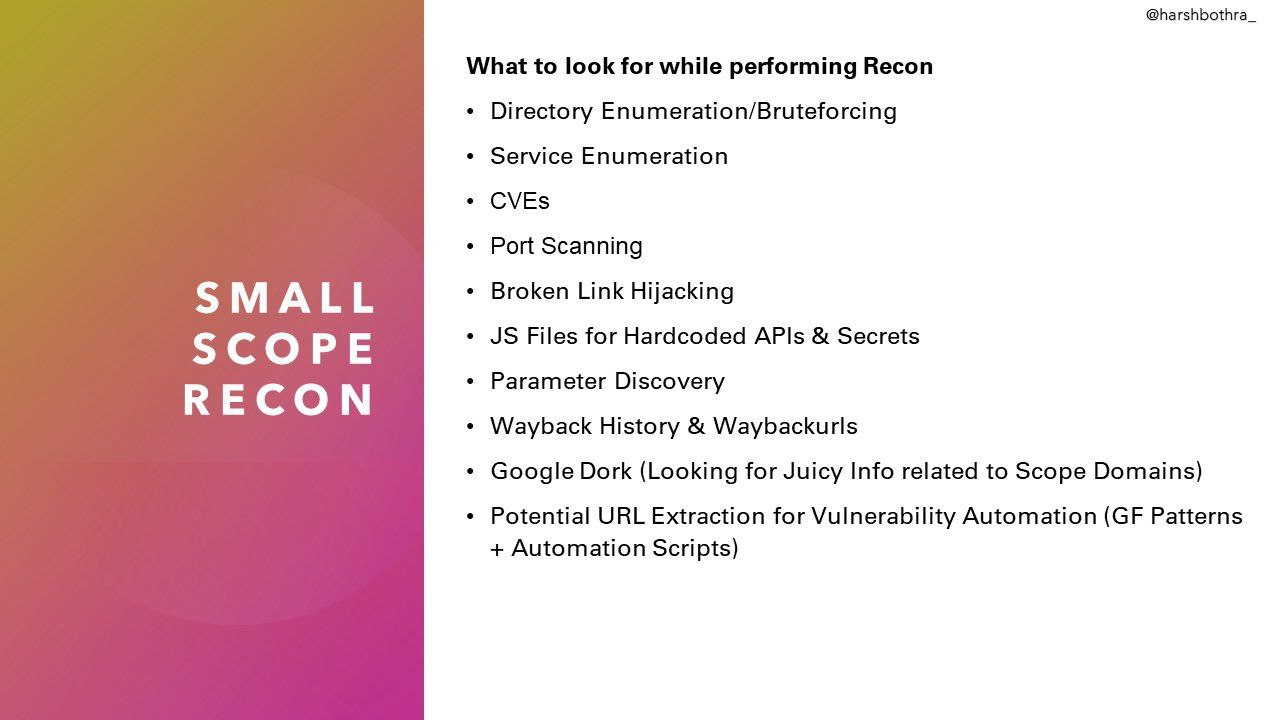 @harshbothra_
SMALL
SCOPE
RECON
What to look for while performing Recon
• Directory Enumeration/Bruteforcing
• Service Enumeration
• CVEs
• Port Scanning
• Broken Link Hijacking
• JS Files for Hardcoded APIs & Secrets
• Parameter Discovery
• Wayback History & Waybackurls
• Google Dork (Looking for Juicy Info related to Scope Domains)
• Potential URL Extraction for Vulnerability Automation (GF Patterns
+ Automation Scripts)